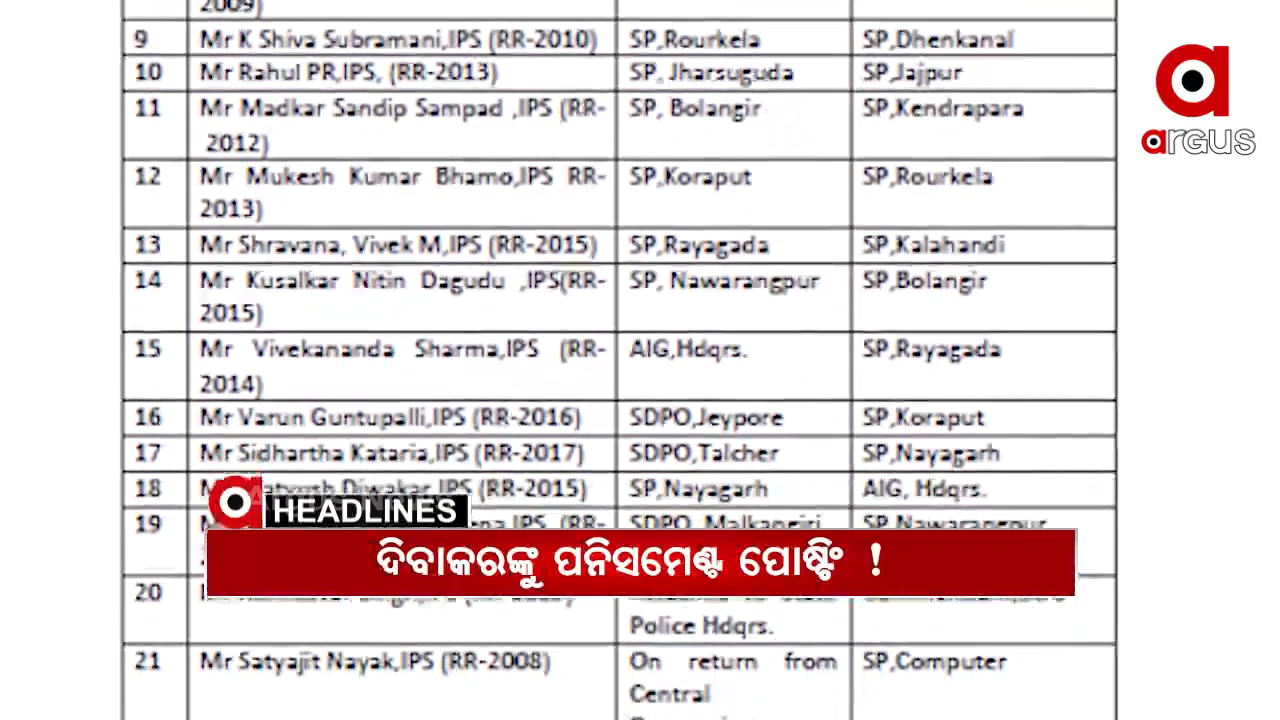 2009)
9 Mr K Shiva Subramani,IPS (RR-2010) SP,Rourkela SP,Dhenkanal
10 Mr Rahul PR,IPS, (RR-2013) SP, Jharsuguda SP,Jajpur
11 Mr Madkar Sandip Sampad ,IPS (RR- SP, Bolangir SP,Kendrapara
2012)
12 Mr Mukesh Kumar Bhamo,IPS RR- SP,Koraput SP,Rourkela
2013)
13 Mr Shravana, Vivek M,IPS (RR-2015) SP,Rayagada SP,Kalahandi
14 Mr Kusalkar Nitin Dagudu ,IPS(RR- SP, Nawarangpur SP,Bolangir
2015)
15 Mr Vivekananda Sharma,IPS (RR- AIG,Hdqrs. SP,Rayagada
2014)
16 Mr Varun Guntupalli,IPS (RR-2016) SDPO,Jeypore SP,Koraput
17 Mr Sidhartha Kataria,IPS (RR-2017) SDPO,Talcher SP,Nayagarh
18 Diwakar,IPS (RR-2015) SP,Nayagarh AIG, Hdqrs.
19 IPS (RR- SDPO, Malkangiri SP,Nawarangpur
20
Police Hdqrs.
21 Mr Satyajit Nayak,IPS (RR-2008) On return from SP,Computer
Central
argus
HEADLINES
ଦିବାକରଙ୍କୁ ପନିସମେଣ୍ଟ ପୋଷ୍ଟିଂ !